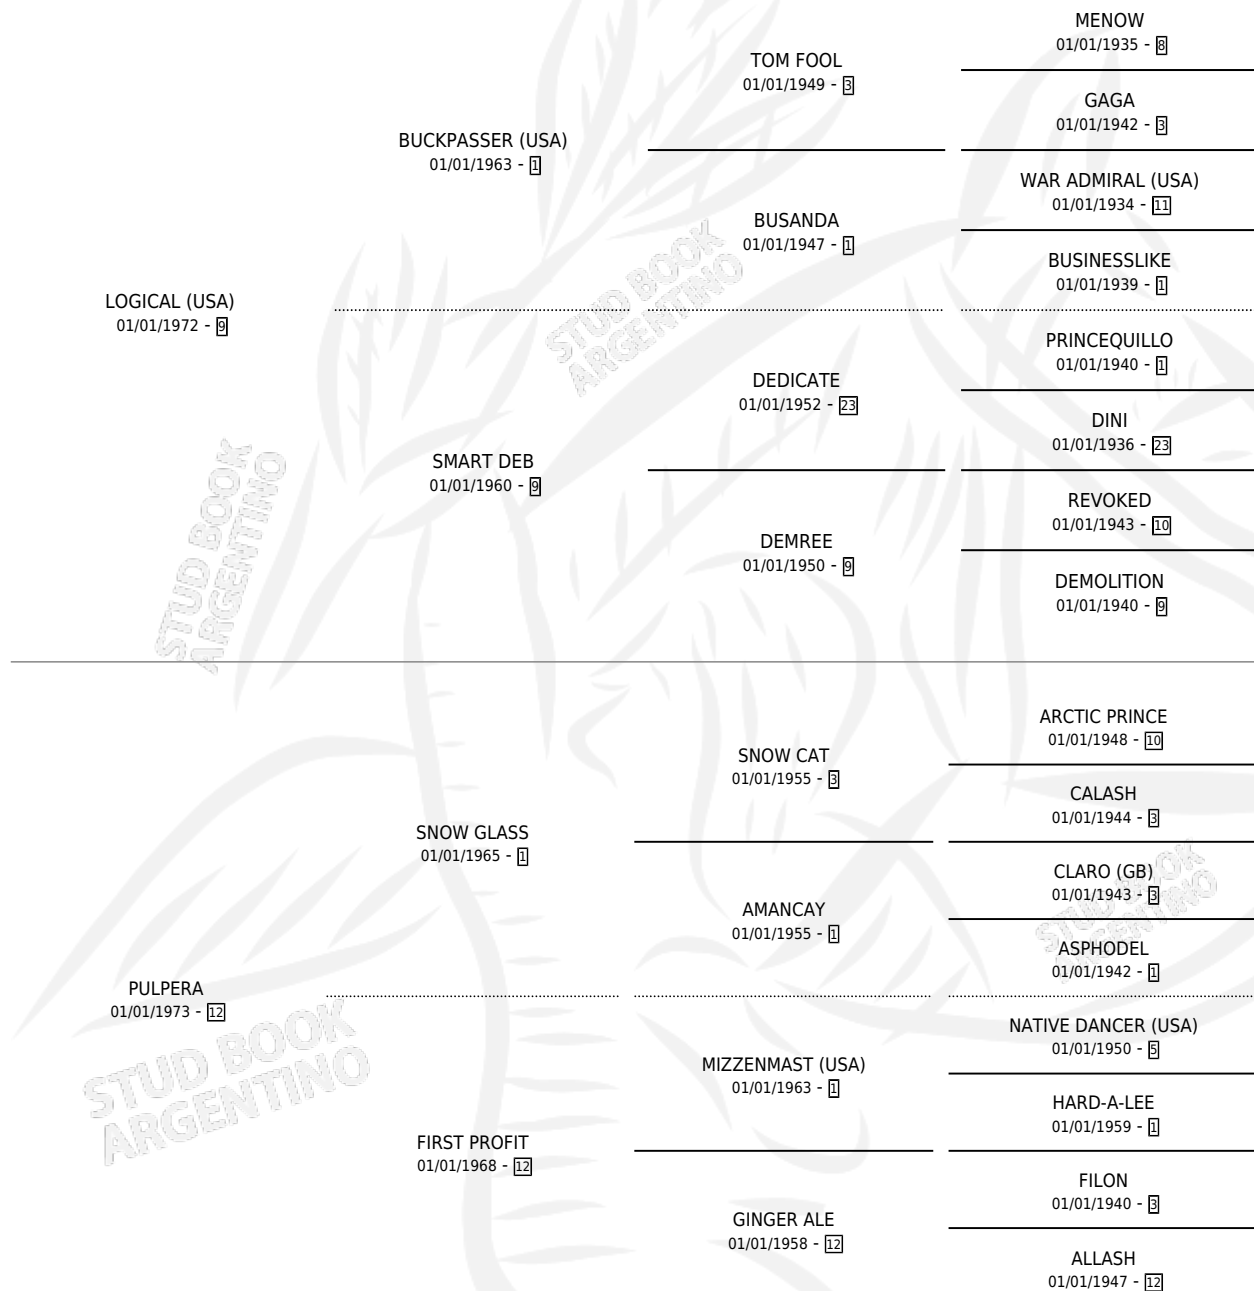 LOGICAL (USA)
01/01/1972 - 9
BUCKPASSER (USA)
01/01/1963 - 1
SMART DEB
01/01/1960 - 9
TOM FOOL
01/01/1949 - 3
BUSANDA
01/01/1947 - 1
DEDICATE
01/01/1952 - 23
DEMREE
01/01/1950 - 9
MENOW
01/01/1935 - 8
GAGA
01/01/1942 - 3
WAR ADMIRAL (USA)
01/01/1934 - 11
BUSINESSLIKE
01/01/1939 - 1
PRINCEQUILLO
01/01/1940 - 1
DINI
01/01/1936 - 23
REVOKED
01/01/1943 - 10
DEMOLITION
01/01/1940 - 9
PULPERA
01/01/1973 - 12
SNOW GLASS
01/01/1965 - 1
FIRST PROFIT
01/01/1968 - 12
SNOW CAT
01/01/1955 - 3
AMANCAY
01/01/1955 - 1
MIZZENMAST (USA)
01/01/1963 - 1
GINGER ALE
01/01/1958 - 12
ARCTIC PRINCE
01/01/1948 - 10
CALASH
01/01/1944 - 3
CLARO (GB)
01/01/1943 - 3
ASPHODEL
01/01/1942 - 1
NATIVE DANCER (USA)
01/01/1950 - 5
HARD-A-LEE
01/01/1959 - 1
FILON
01/01/1940 - 3
ALLASH
01/01/1947 - 12
STUD BOOK
ARGENTINO
STUD BOOK
ARGENTINO
STUD BOOK
ARGENTINO
STUD BOOK
ARGENTINO